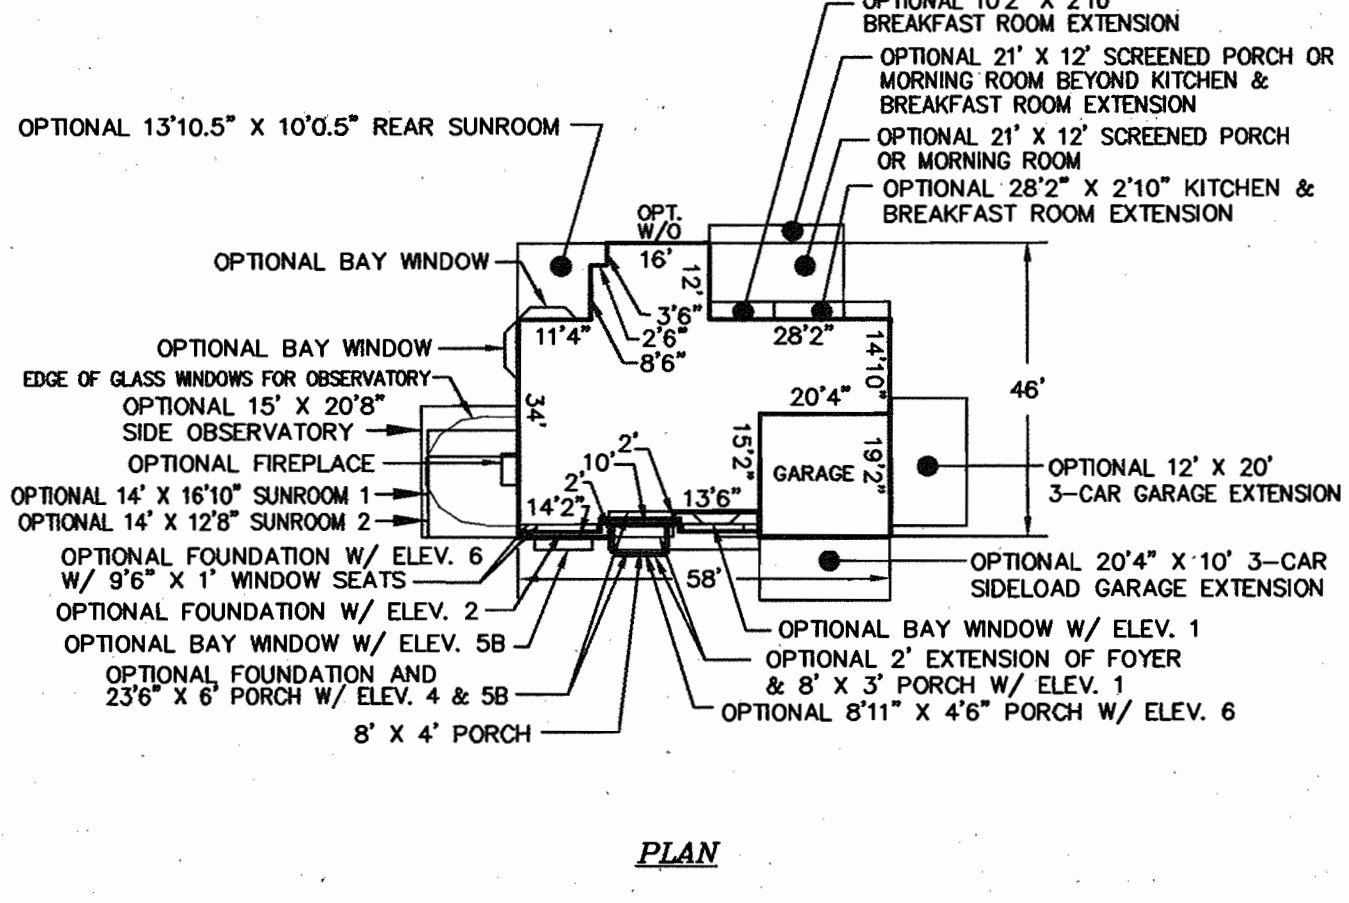 OPTIONAL 10'2" X 2'10"
BREAKFAST ROOM EXTENSION
OPTIONAL 21' X 12' SCREENED PORCH OR
MORNING ROOM BEYOND KITCHEN &
BREAKFAST ROOM EXTENSION
OPTIONAL 13'10.5" X 10'0.5" REAR SUNROOM
OPTIONAL 21' X 12' SCREENED PORCH
OR MORNING ROOM
OPTIONAL 28'2" X 2'10" KITCHEN &
BREAKFAST ROOM EXTENSION
OPT.
W/O
16'
12'
OPTIONAL BAY WINDOW
3'6"
2'6"
8'6"
11'4"
28'2"
14'10"
OPTIONAL BAY WINDOW
EDGE OF GLASS WINDOWS FOR OBSERVATORY
20'4"
46'
34'
OPTIONAL 15' X 20'8"
SIDE OBSERVATORY
15'2"
2'
10'
2'
GARAGE
19'2"
OPTIONAL FIREPLACE
OPTIONAL 12' X 20'
3-CAR GARAGE EXTENSION
OPTIONAL 14' X 16'10" SUNROOM 1
14'2"
13'6"
OPTIONAL 14' X 12'8" SUNROOM 2
OPTIONAL FOUNDATION W/ ELEV. 6
W/ 9'6" X 1' WINDOW SEATS
58'
OPTIONAL 20'4" X 10' 3-CAR
SIDELOAD GARAGE EXTENSION
OPTIONAL FOUNDATION W/ ELEV. 2
OPTIONAL BAY WINDOW W/ ELEV. 1
OPTIONAL BAY WINDOW W/ ELEV. 5B
OPTIONAL 2' EXTENSION OF FOYER
& 8' X 3' PORCH W/ ELEV. 1
OPTIONAL FOUNDATION AND
23'6" X 6' PORCH W/ ELEV. 4 & 5B
OPTIONAL 8'11" X 4'6" PORCH W/ ELEV. 6
8' X 4' PORCH
PLAN